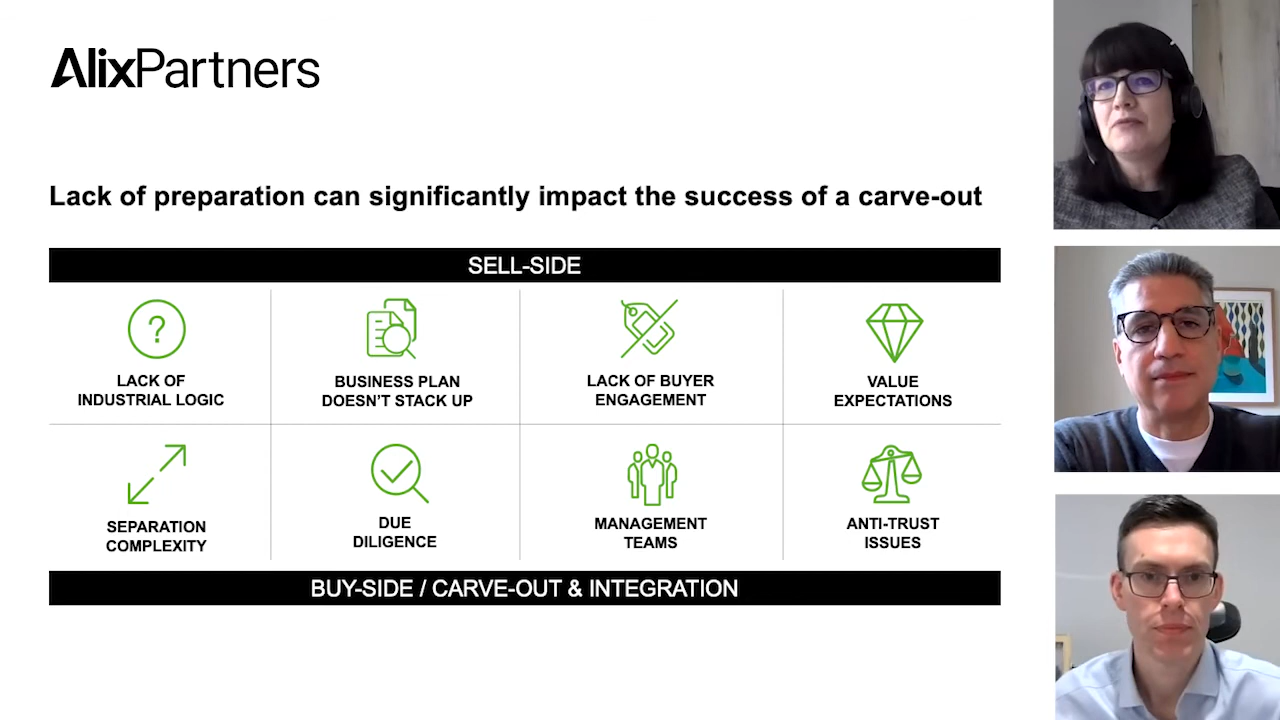 AlixPartners
Lack of preparation can significantly impact the success of a carve-out
SELL-SIDE
?
LACK OF
INDUSTRIAL LOGIC
BUSINESS PLAN
DOESN'T STACK UP
LACK OF BUYER
ENGAGEMENT
VALUE
EXPECTATIONS
SEPARATION
COMPLEXITY
DUE
DILIGENCE
MANAGEMENT
TEAMS
ANTI-TRUST
ISSUES
BUY-SIDE / CARVE-OUT & INTEGRATION